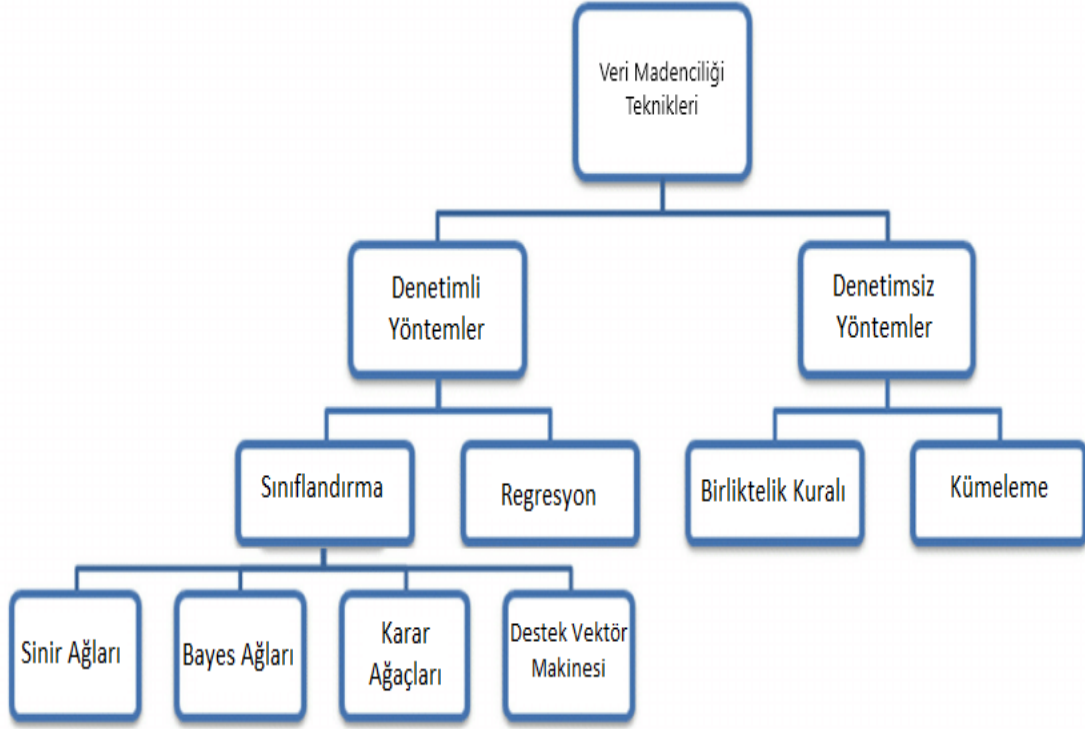 Veri Madenciliği
Teknikleri
Denetimli
Yöntemler
Denetimsiz
Yöntemler
Sınıflandırma
Regresyon
Birliktelik Kuralı
Kümeleme
Sinir Ağları
Bayes Ağları
Karar
Ağaçları
Destek Vektör
Makinesi